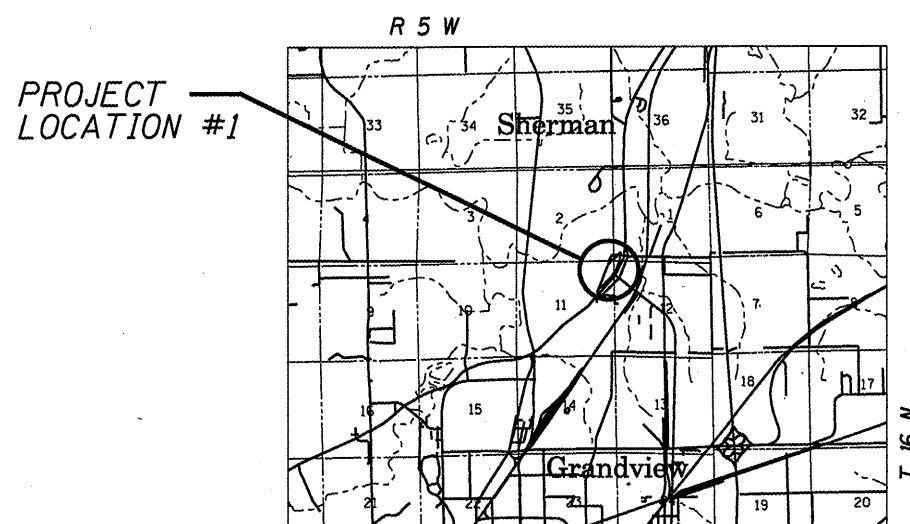 R 5 W
PROJECT
LOCATION #1
33 34 35 36 31 32
Sherman
4 3 2 1 6 5
9 10 11 12 7 8
16 15 14 13 18 17
T 16 N
Grandview
21 22 23 19 20